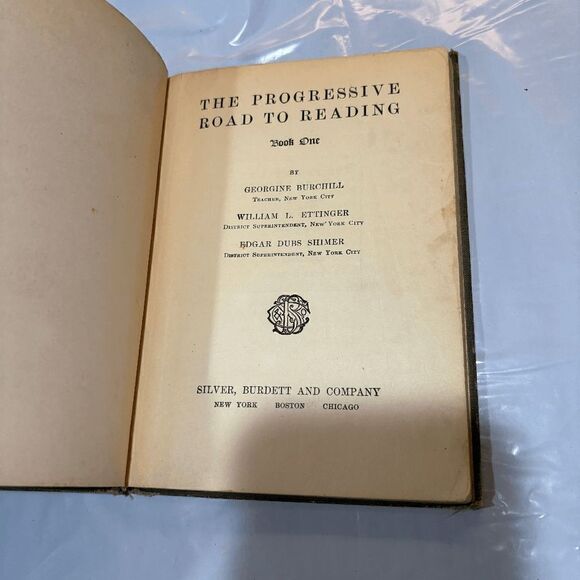 THE PROGRESSIVE
ROAD TO READING
Book One
BY
GEORGINE BURCHILL
TEACHER, NEW YORK CITY
WILLIAM L. ETTINGER
DISTRICT SUPERINTENDENT, NEW YORK CITY
EDGAR DUBS SHIMER
DISTRICT SUPERINTENDENT, NEW YORK CITY
SILVER, BURDETT AND COMPANY
NEW YORK BOSTON CHICAGO